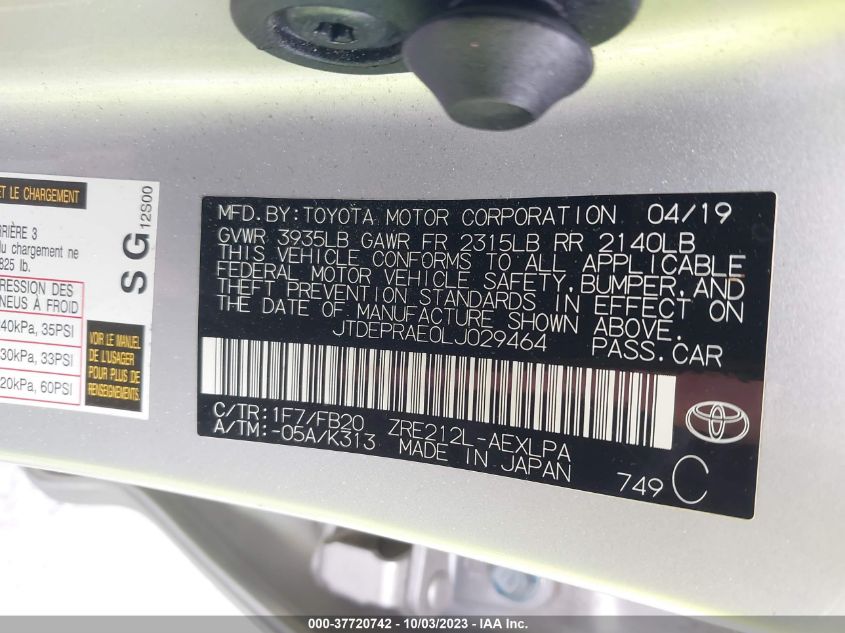 ET LE CHARGEMENT
RIÈRE 3
du chargement ne
825 lb.
RESSION DES
NEUS À FROID
40kPa, 35PSI
30kPa, 33PSI
20kPa, 60PSI
SG
12S00
VOIR LE MANUEL
DE L'USAGER
POUR PLUS DE
RENSEIGNEMENTS
MFD.BY:TOYOTA MOTOR CORPORATION 04/19
GVWR 3935LB GAWR FR 2315LB RR 2140LB
THIS VEHICLE CONFORMS TO ALL APPLICABLE
FEDERAL MOTOR VEHICLE SAFETY,BUMPER,AND
THEFT PREVENTION STANDARDS IN EFFECT ON
THE DATE OF MANUFACTURE SHOWN ABOVE.
JTDEPRAE0LJ029464 PASS.CAR
C/TR:1F7/FB20 ZRE212L-AEXLPA
A/TM:-05A/K313 MADE IN JAPAN
749 C
000-37720742 - 10/03/2023 - IAA Inc.